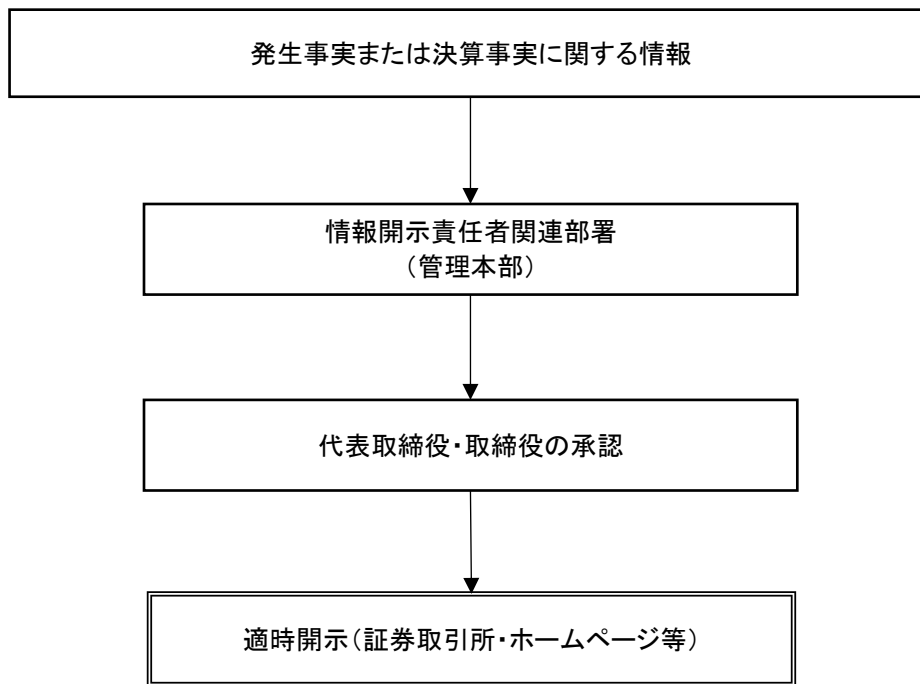 発生事実または決算事実に関する情報
情報開示責任者関連部署
（管理本部）
代表取締役・取締役の承認
適時開示（証券取引所・ホームページ等）